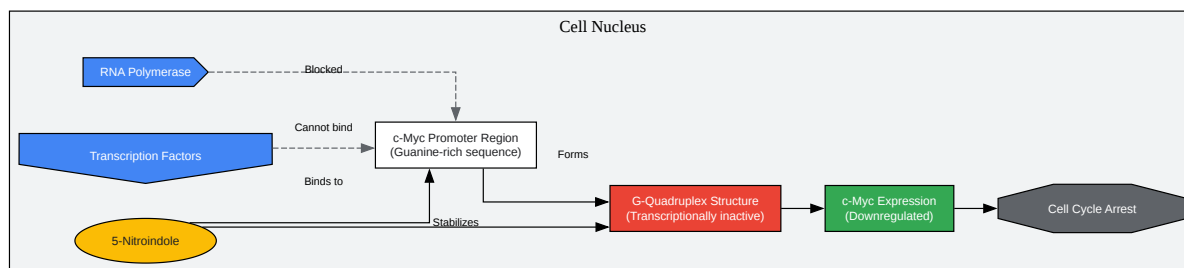 Cell Nucleus
RNA Polymerase
Blocked
Transcription Factors
Cannot bind
c-Myc Promoter Region
(Guanine-rich sequence)
Forms
Binds to
Stabilizes
5-Nitroindole
G-Quadruplex Structure
(Transcriptionally inactive)
c-Myc Expression
(Downregulated)
Cell Cycle Arrest